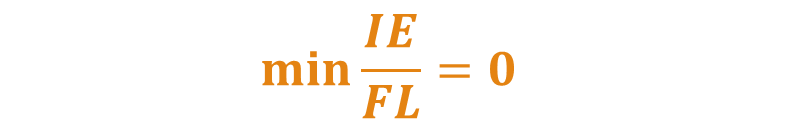 min IE/FL = 0